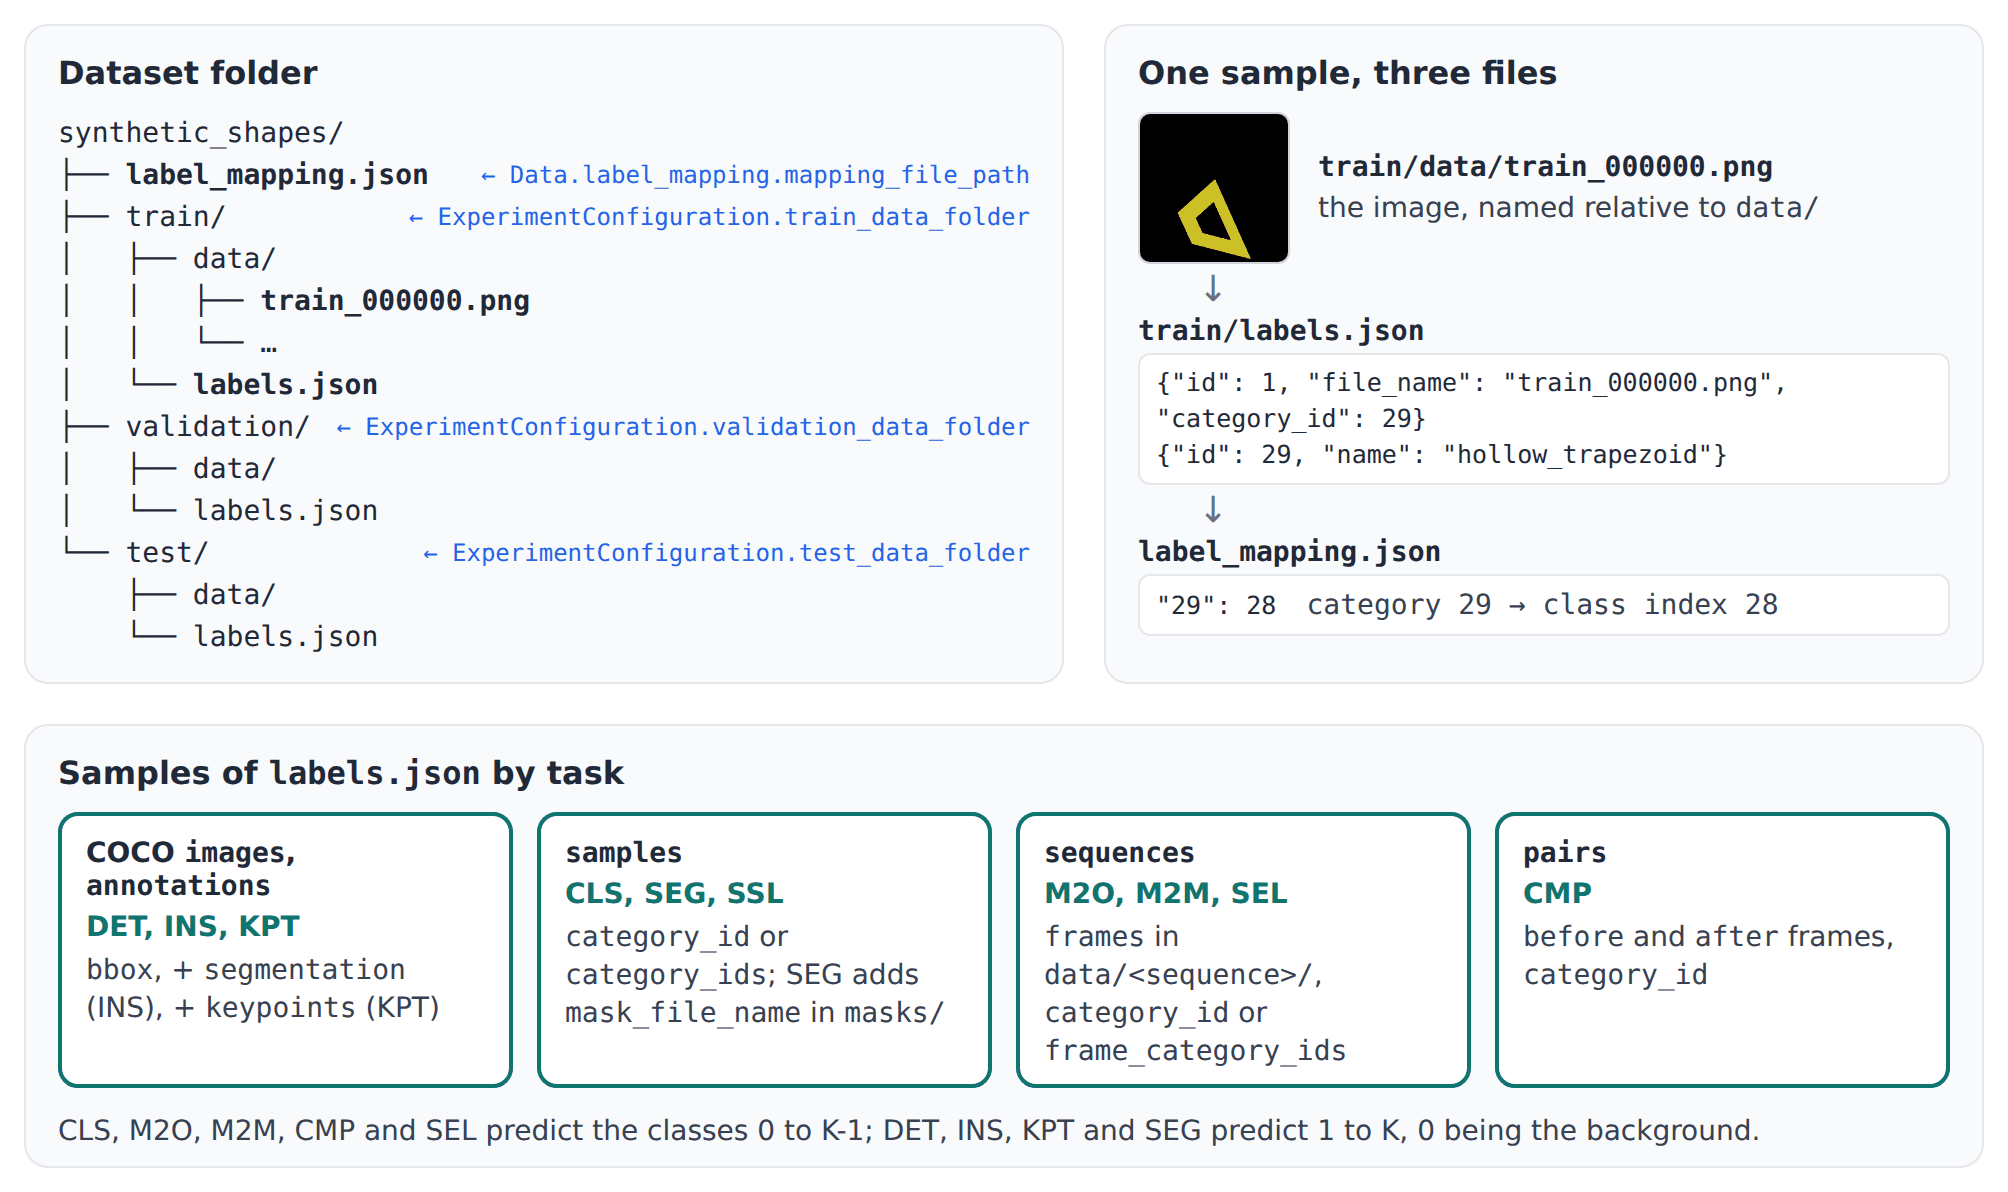 Dataset folder
synthetic_shapes/
├── label_mapping.json ← Data.label_mapping.mapping_file_path
├── train/ ← ExperimentConfiguration.train_data_folder
│   ├── data/
│   │   ├── train_000000.png
│   │   └── …
│   └── labels.json
├── validation/ ← ExperimentConfiguration.validation_data_folder
│   ├── data/
│   └── labels.json
└── test/ ← ExperimentConfiguration.test_data_folder
    ├── data/
    └── labels.json
One sample, three files
train/data/train_000000.png
the image, named relative to data/
↓
train/labels.json
{"id": 1, "file_name": "train_000000.png",
"category_id": 29}
{"id": 29, "name": "hollow_trapezoid"}
↓
label_mapping.json
"29": 28 category 29 → class index 28
Samples of labels.json by task
COCO images,
annotations
DET, INS, KPT
bbox, + segmentation
(INS), + keypoints (KPT)
samples
CLS, SEG, SSL
category_id or
category_ids; SEG adds
mask_file_name in masks/
sequences
M2O, M2M, SEL
frames in
data/<sequence>/,
category_id or
frame_category_ids
pairs
CMP
before and after frames,
category_id
CLS, M2O, M2M, CMP and SEL predict the classes 0 to K-1; DET, INS, KPT and SEG predict 1 to K, 0 being the background.